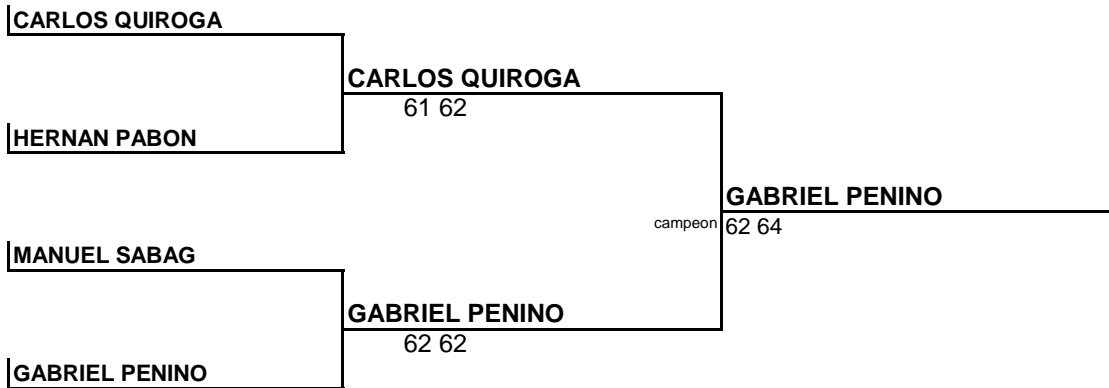 CARLOS QUIROGA
CARLOS QUIROGA
61 62
HERNAN PABON
GABRIEL PENINO
campeon 62 64
MANUEL SABAG
GABRIEL PENINO
62 62
GABRIEL PENINO